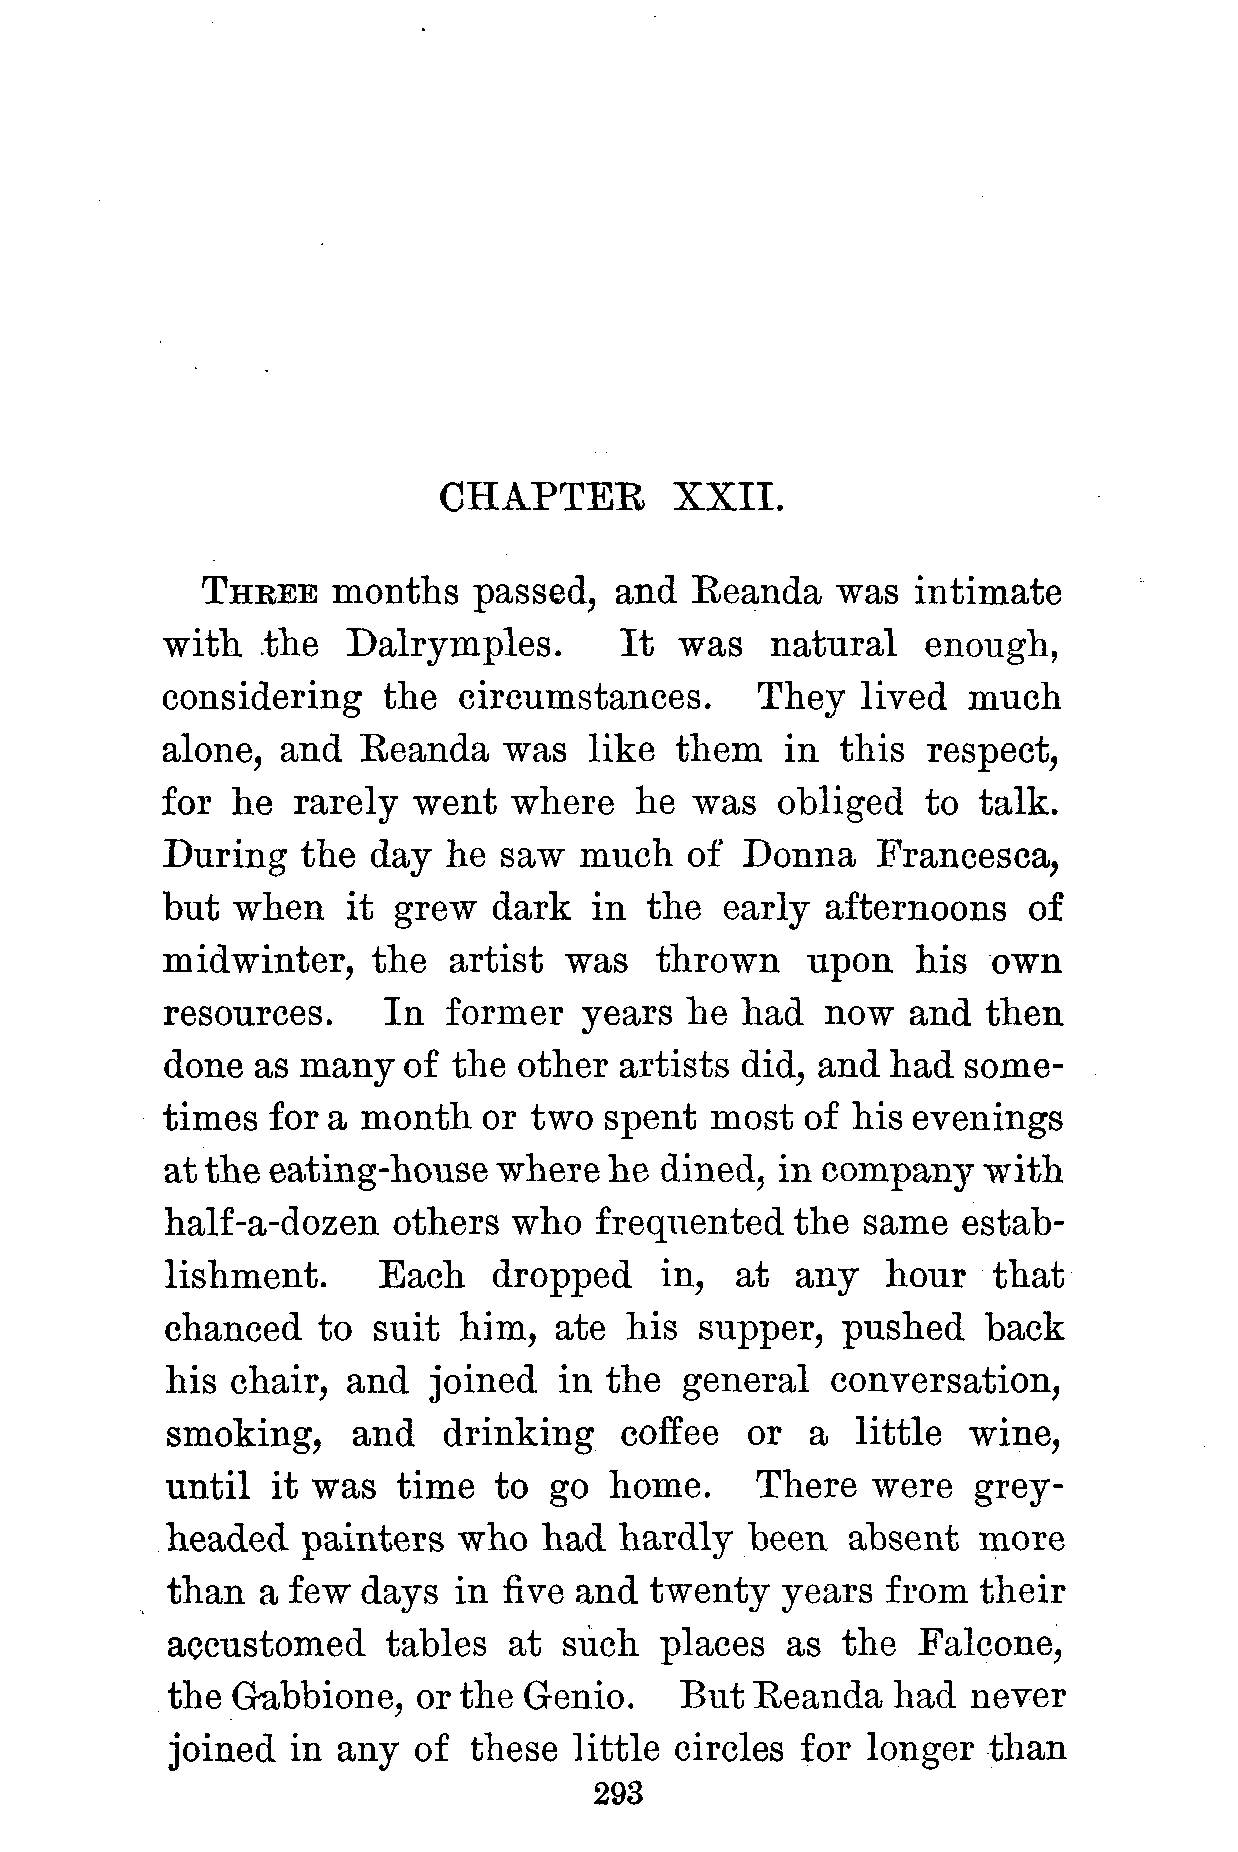 CHAPTER XXII.
THREE months passed, and Reanda was intimate
with the Dalrymples. It was natural enough,
considering the circumstances. They lived much
alone, and Reanda was like them in this respect,
for he rarely went where he was obliged to talk.
During the day he saw much of Donna Francesca,
but when it grew dark in the early afternoons of
midwinter, the artist was thrown upon his own
resources. In former years he had now and then
done as many of the other artists did, and had some-
times for a month or two spent most of his evenings
at the eating-house where he dined, in company with
half-a-dozen others who frequented the same estab-
lishment. Each dropped in, at any hour that
chanced to suit him, ate his supper, pushed back
his chair, and joined in the general conversation,
smoking, and drinking coffee or a little wine,
until it was time to go home. There were grey-
headed painters who had hardly been absent more
than a few days in five and twenty years from their
accustomed tables at such places as the Falcone,
the Gabbione, or the Genio. But Reanda had never
joined in any of these little circles for longer than
293